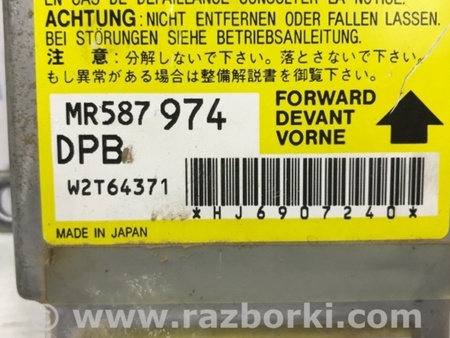 EN CAS DE DEFAILLANCE CONSULTER LA NOTICE.
ACHTUNG: NICHT ENTFERNEN ODER FALLEN LASSEN.
BEI STÖRUNGEN SIEHE BETRIEBSANLEITUNG.
注 意: 分解しないで下さい。落とさないで下さい。
もし異常がある場合は整備解説書を御覧下さい。
MR587 974
FORWARD
DEVANT
VORNE
DPB
W2T64371
*HJ6907240*
MADE IN JAPAN
www.razborki.com